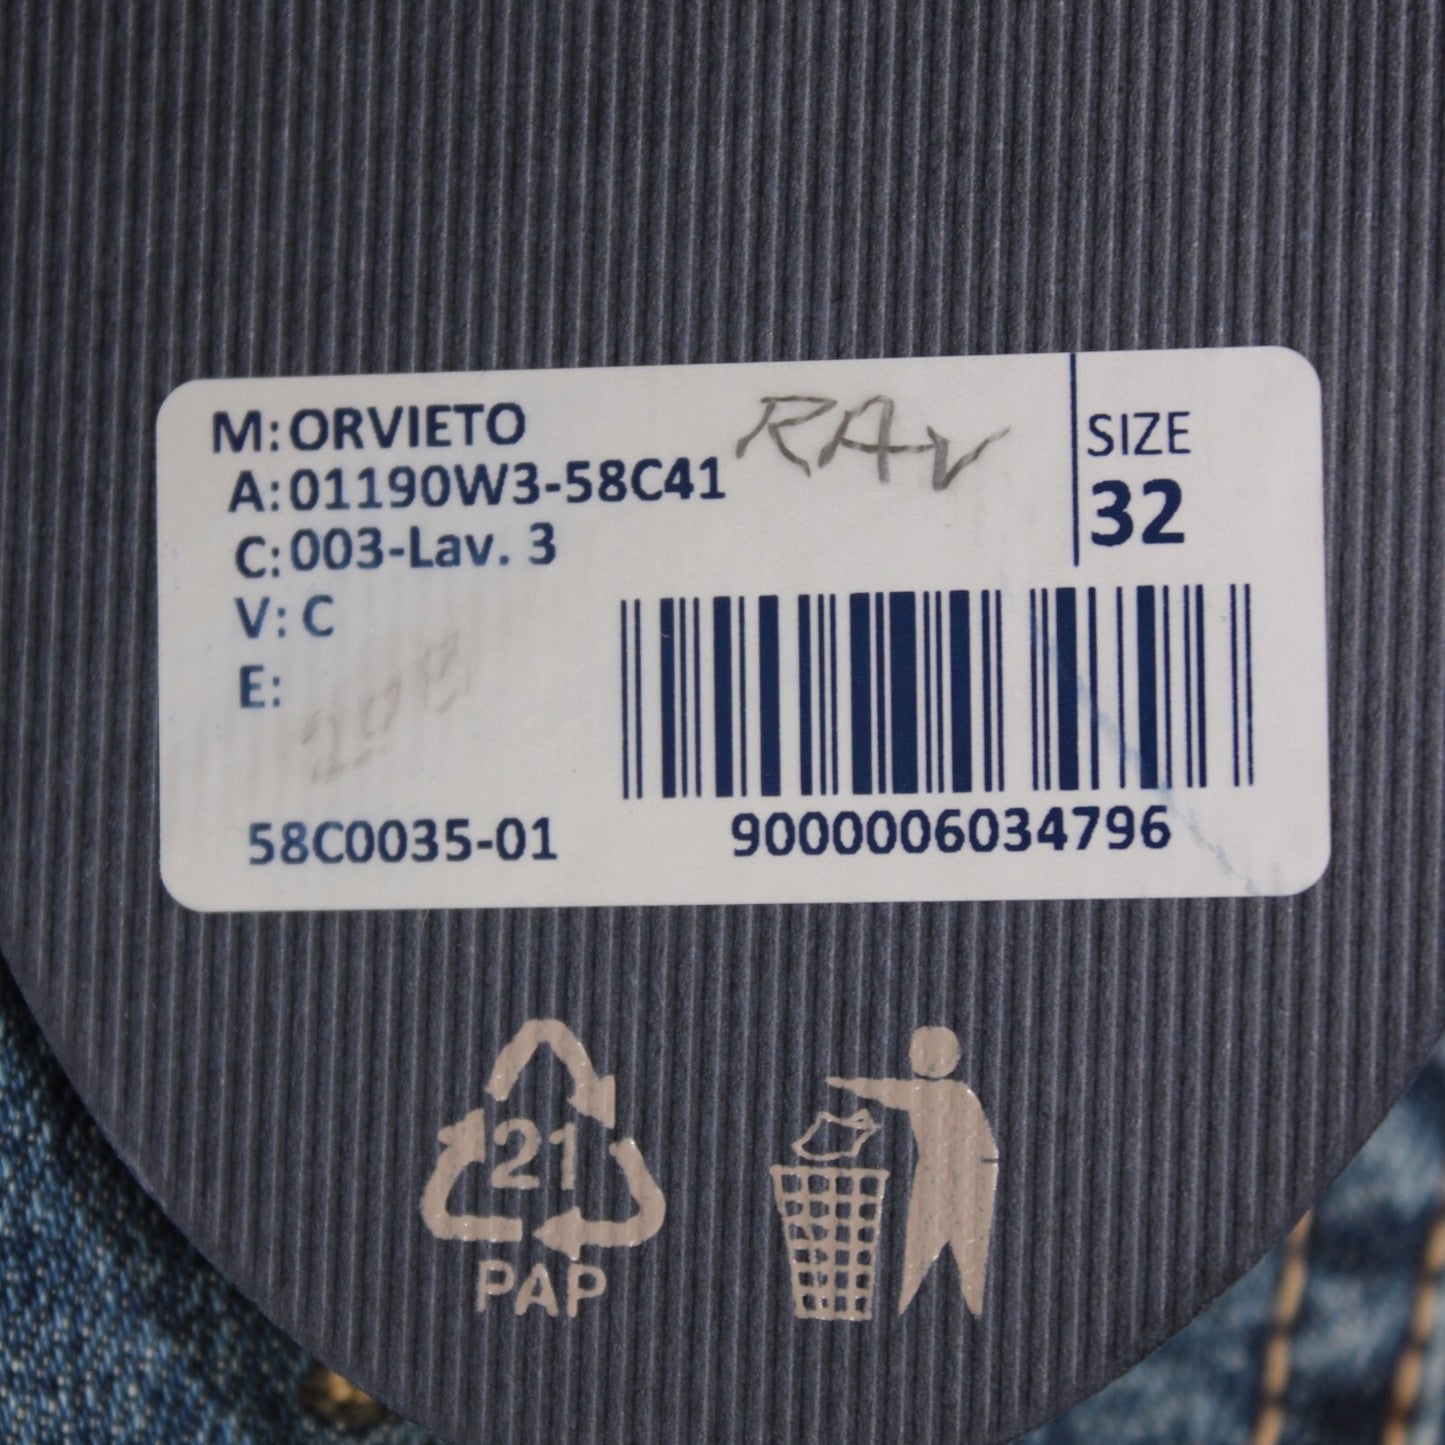 M: ORVIETO
A: 01190W3-58C41
RAV
SIZE
32
C: 003-Lav. 3
V: C
E:
58C0035-01
9000006034796
21
PAP